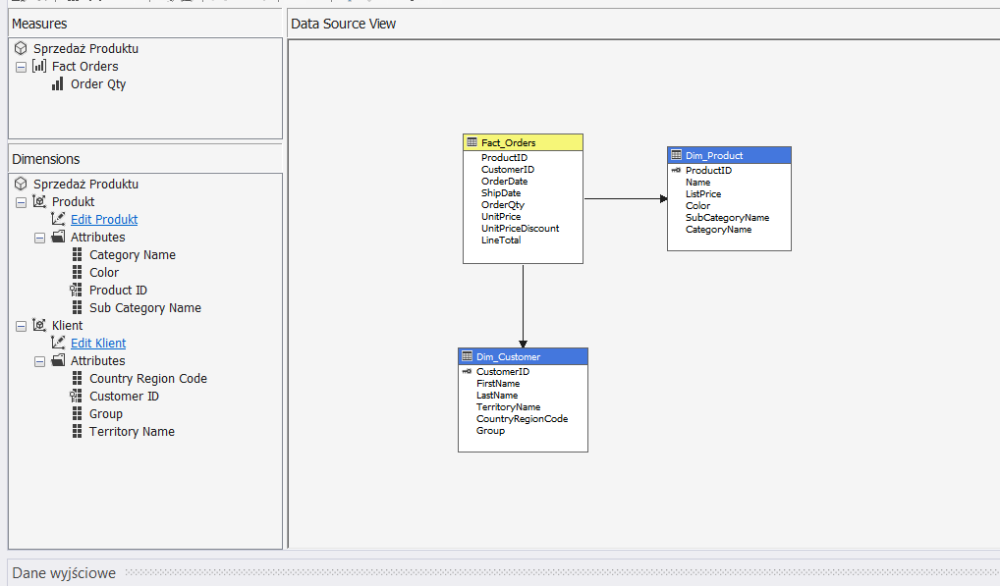 Measures
Sprzedaż Produktu
Fact Orders
Order Qty
Dimensions
Sprzedaż Produktu
Produkt
Edit Produkt
Attributes
Category Name
Color
Product ID
Sub Category Name
Klient
Edit Klient
Attributes
Country Region Code
Customer ID
Group
Territory Name
Data Source View
Fact_Orders
ProductID
CustomerID
OrderDate
ShipDate
OrderQty
UnitPrice
UnitPriceDiscount
LineTotal
Dim_Product
ProductID
Name
ListPrice
Color
SubCategoryName
CategoryName
Dim_Customer
CustomerID
FirstName
LastName
TerritoryName
CountryRegionCode
Group
Dane wyjściowe